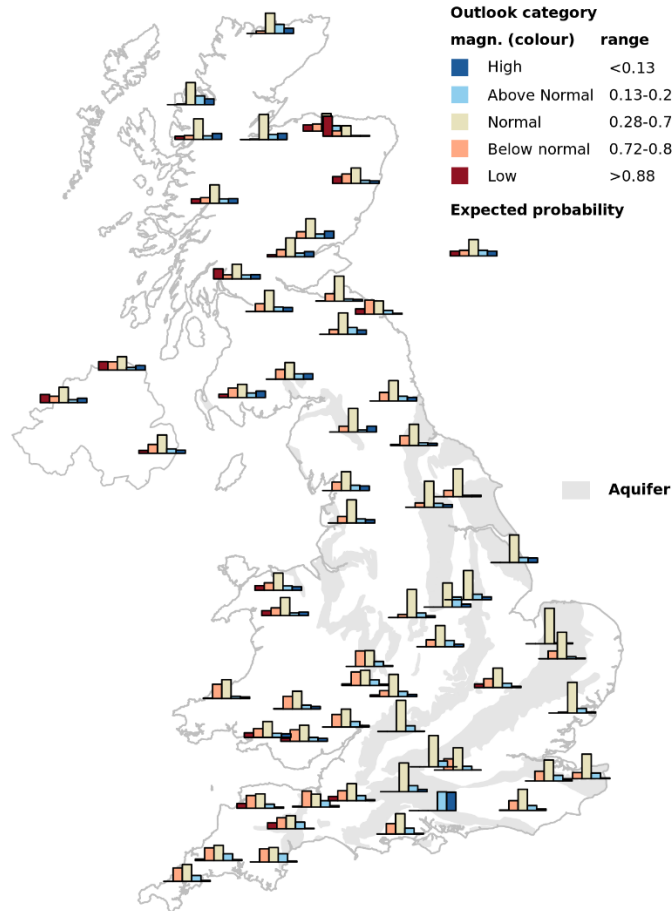 Outlook category
magn. (colour) range
High <0.13
Above Normal 0.13-0.2
Normal 0.28-0.7
Below normal 0.72-0.8
Low >0.88
Expected probability
Aquifer